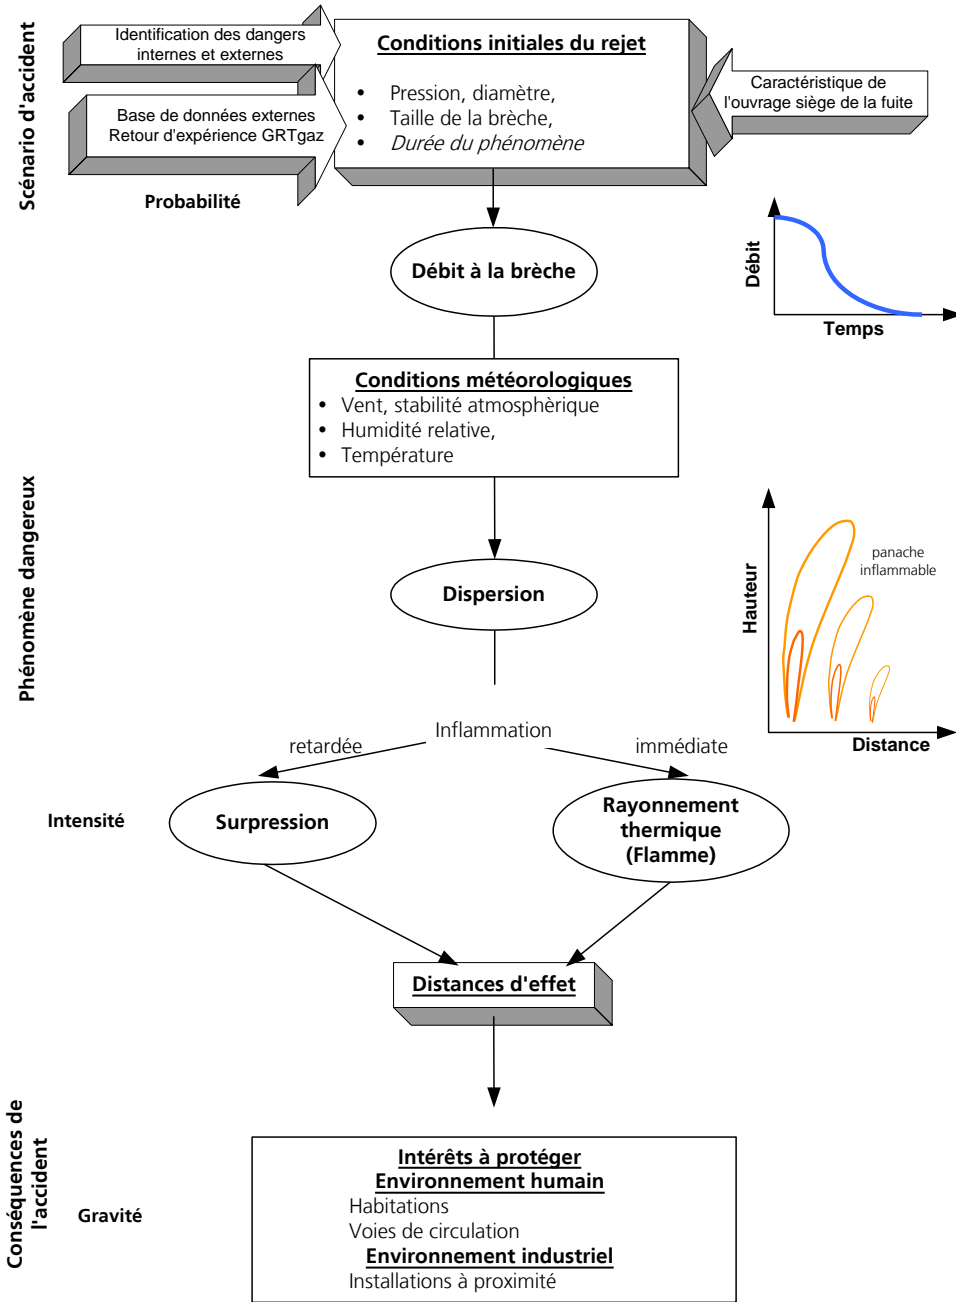 Scénario d'accident
Identification des dangers
internes et externes
Base de données externes
Retour d'expérience GRTgaz
Probabilité
Conditions initiales du rejet
• Pression, diamètre,
• Taille de la brèche,
• Durée du phénomène
Caractéristique de
l'ouvrage siège de la fuite
Débit à la brèche
Débit
Temps
Conditions météorologiques
• Vent, stabilité atmosphèrique
• Humidité relative,
• Température
Phénomène dangereux
Dispersion
Hauteur
panache
inflammable
Distance
Inflammation
retardée
immédiate
Intensité
Surpression
Rayonnement
thermique
(Flamme)
Distances d'effet
Conséquences de
l'accident
Gravité
Intérêts à protéger
Environnement humain
Habitations
Voies de circulation
Environnement industriel
Installations à proximité